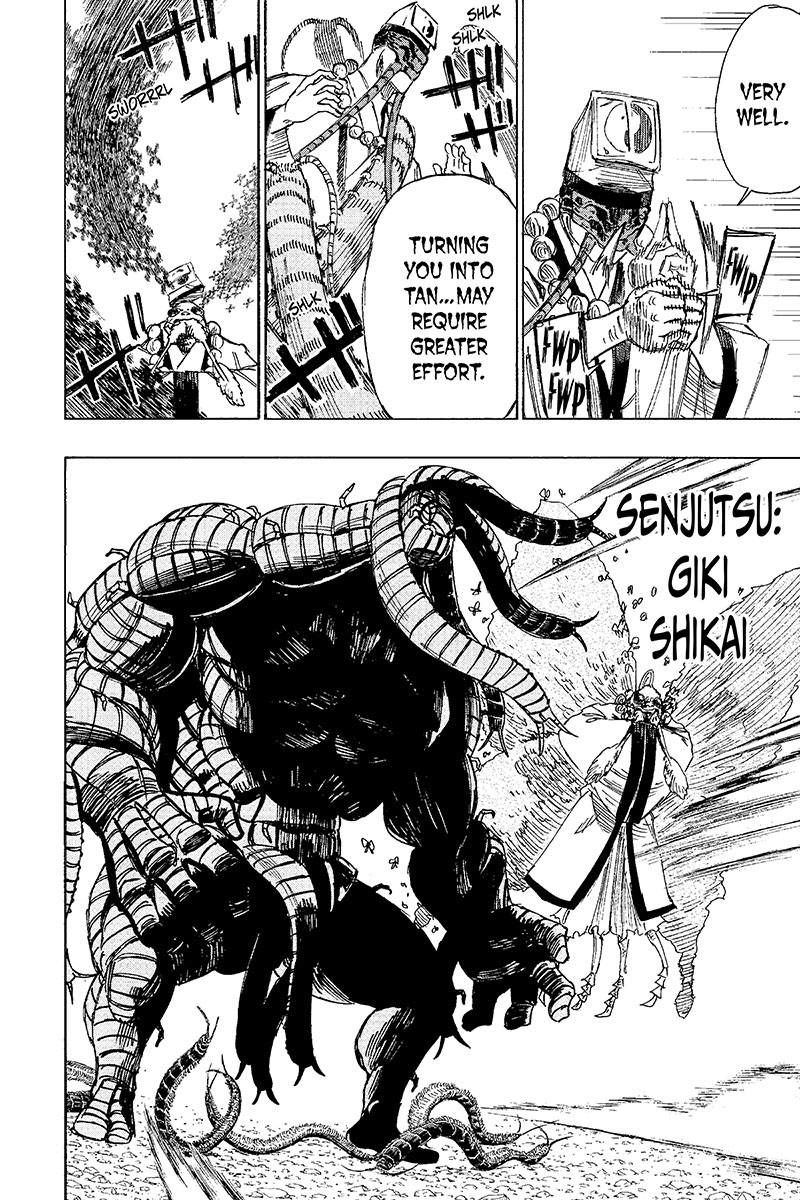 VERY
WELL.
FWIP
FWP
FWP
SHLK
SHLK
TURNING
YOU INTO
TAN...MAY
REQUIRE
GREATER
EFFORT.
SHLK
SWORRRL
SENJUTSU:
GIKI
SHIKAI